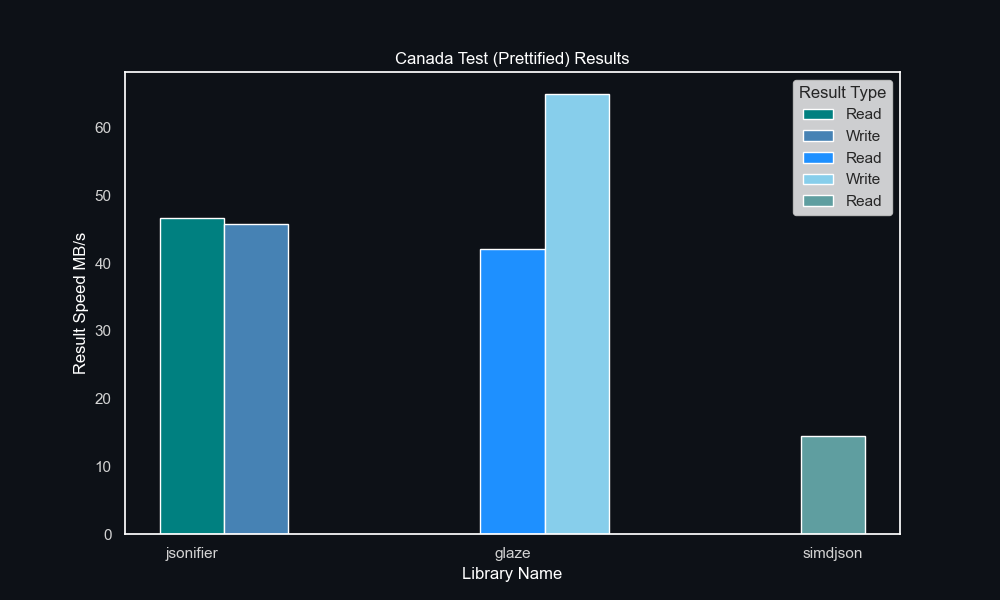 Canada Test (Prettified) Results
Result Type
Read
Write
Read
Write
Read
Result Speed MB/s
60
50
40
30
20
10
0
jsonifier
glaze
simdjson
Library Name